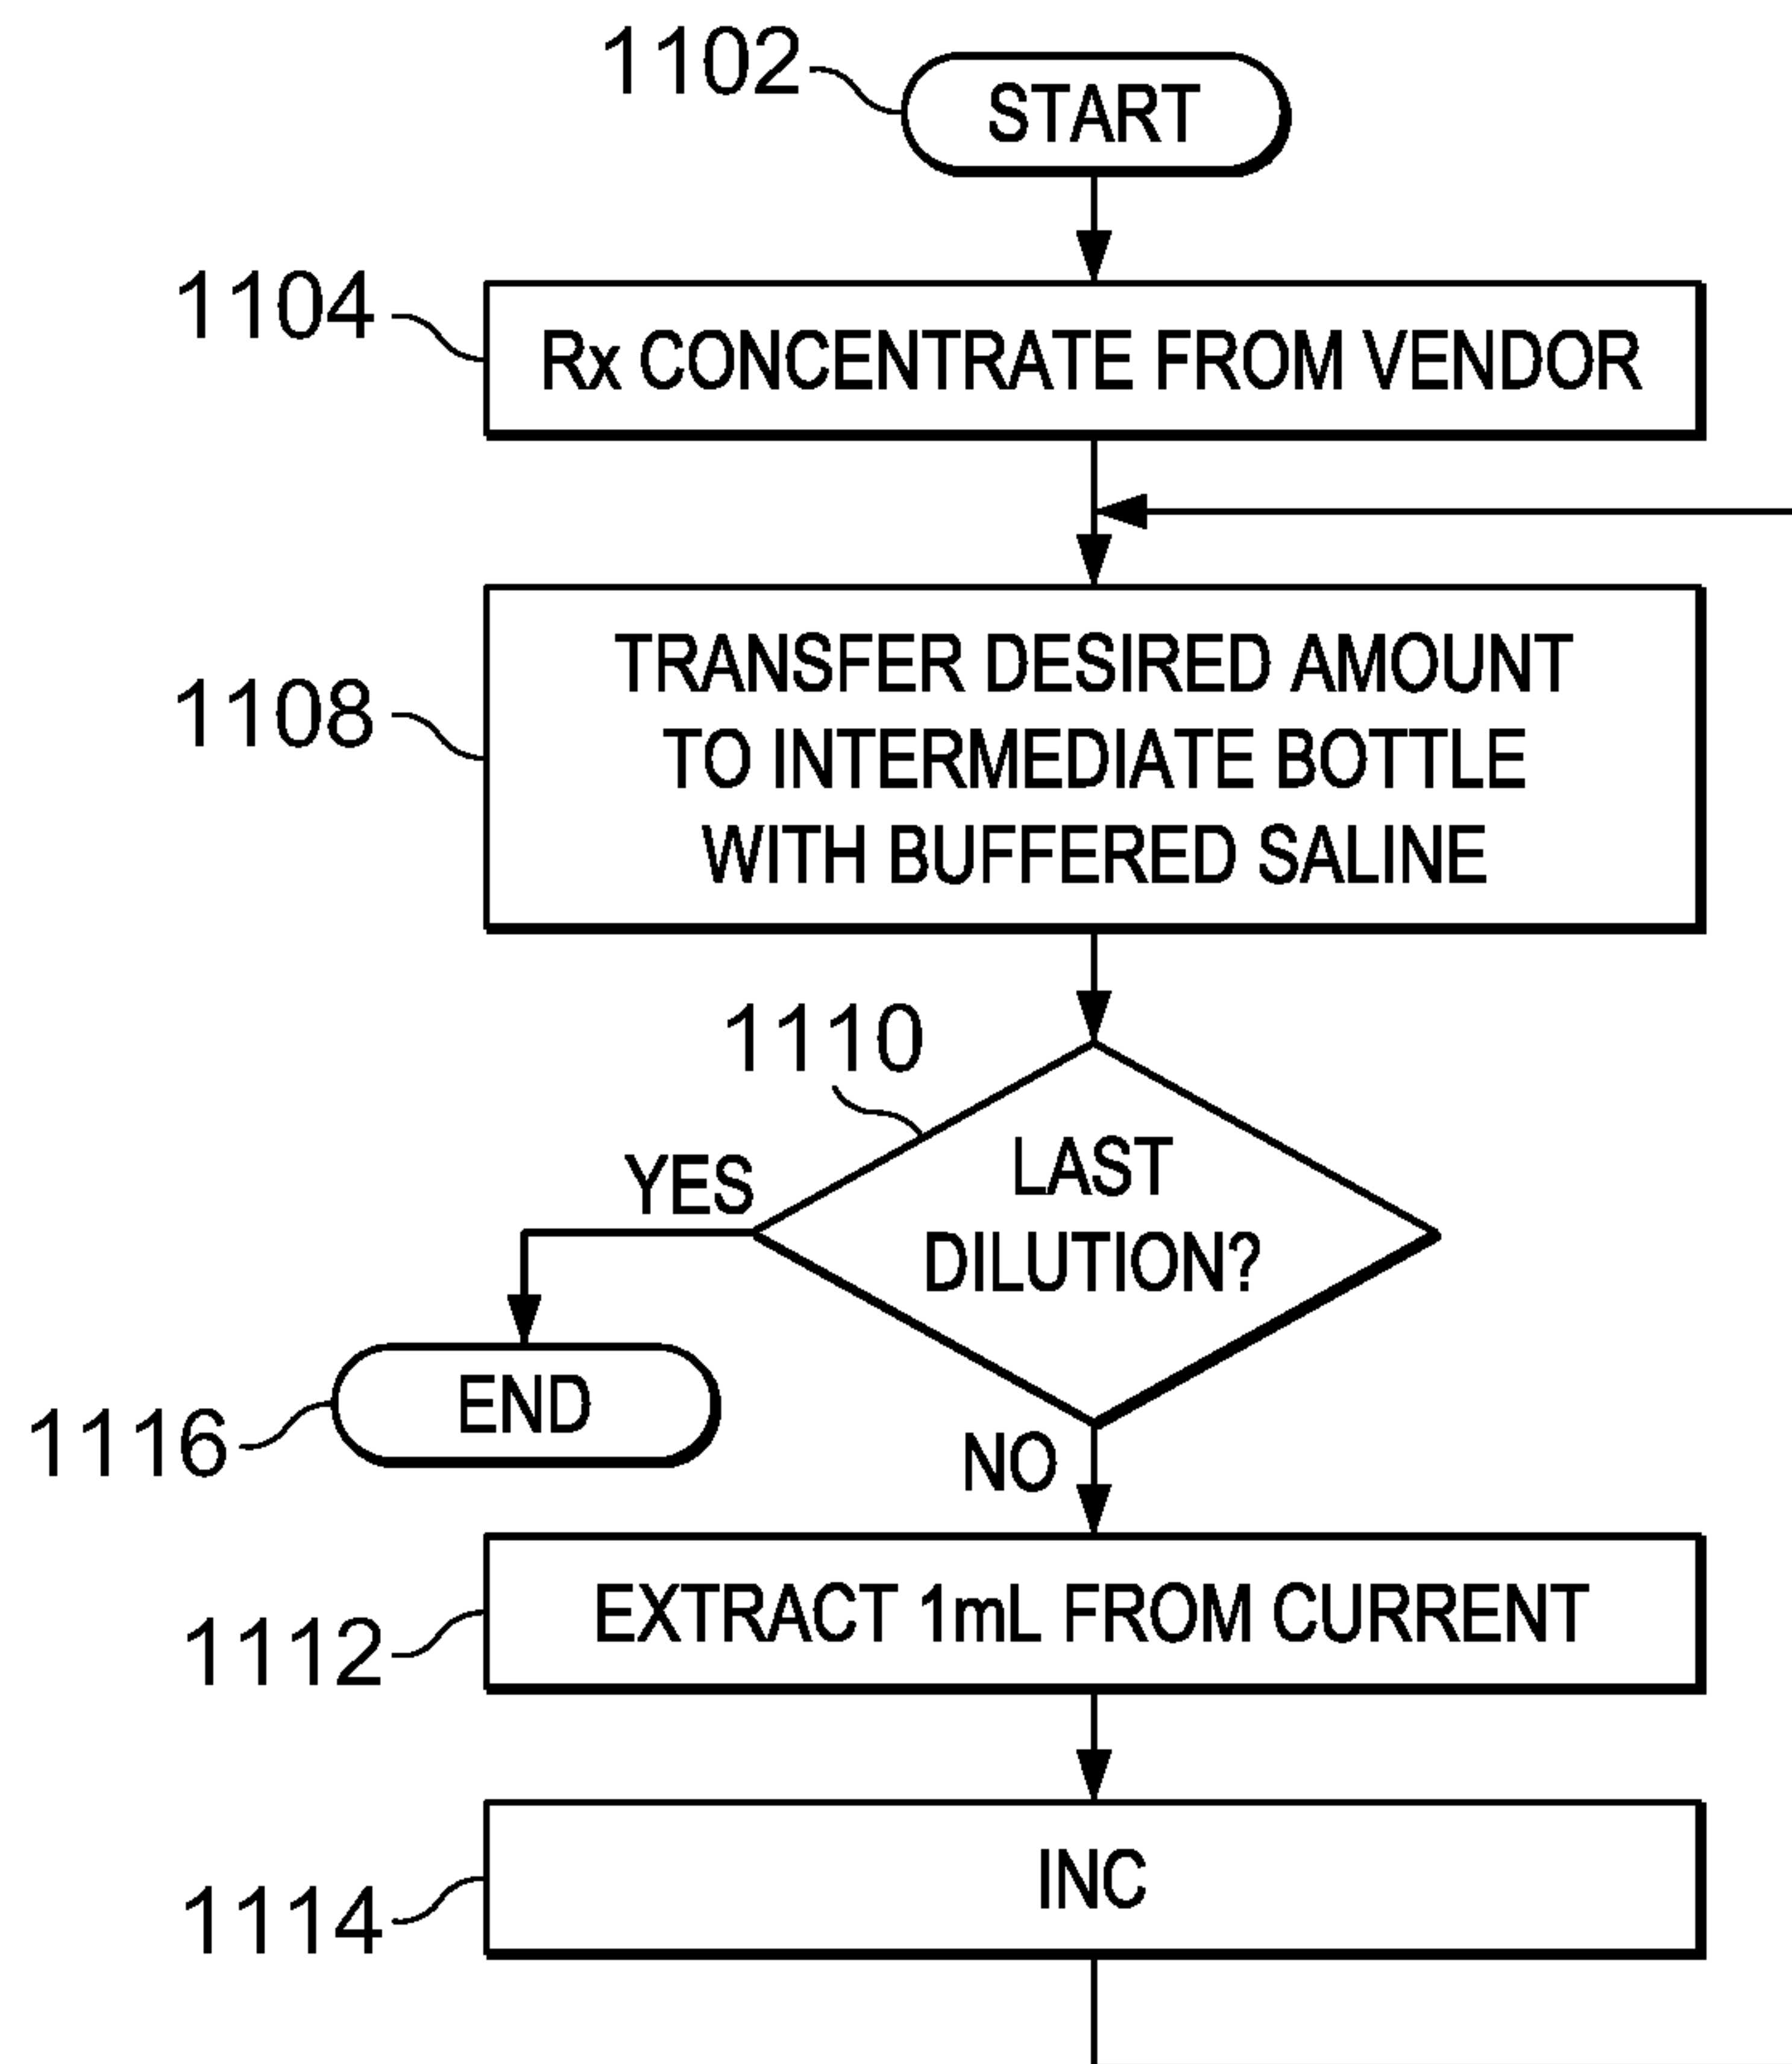 1102
START
1104
Rx CONCENTRATE FROM VENDOR
1108
TRANSFER DESIRED AMOUNT
TO INTERMEDIATE BOTTLE
WITH BUFFERED SALINE
1110
LAST
DILUTION?
YES
END
1116
NO
EXTRACT 1mL FROM CURRENT
1112
INC
1114